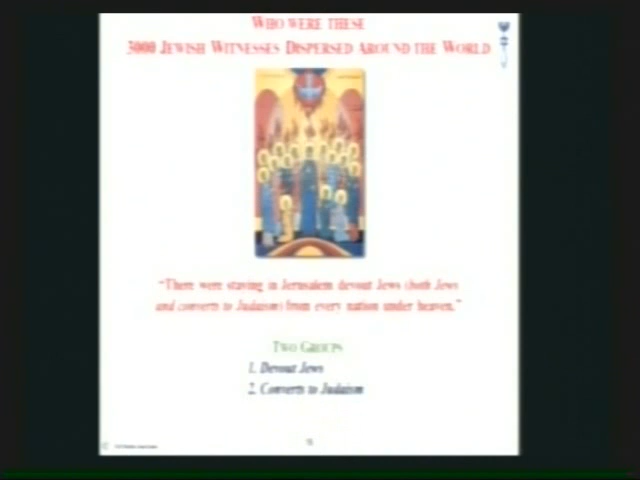 WHO WERE THESE
3000 JEWISH WITNESSES DISPERSED AROUND THE WORLD
“There were staying in Jerusalem devout Jews (both Jews
and converts to Judaism) from every nation under heaven.”
TWO GROUPS
1. Devout Jews
2. Converts to Judaism